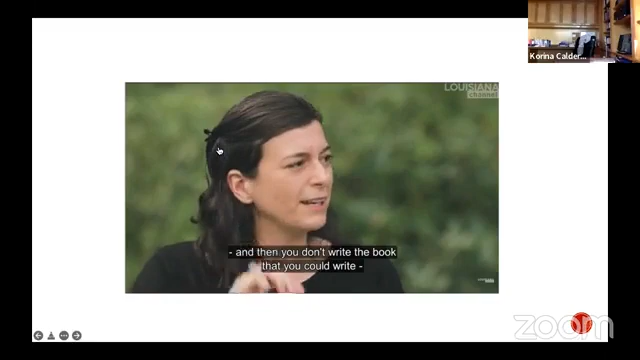 Korina Calder...
LOUISIANA
channel
- and then you don't write the book
that you could write -
zoom